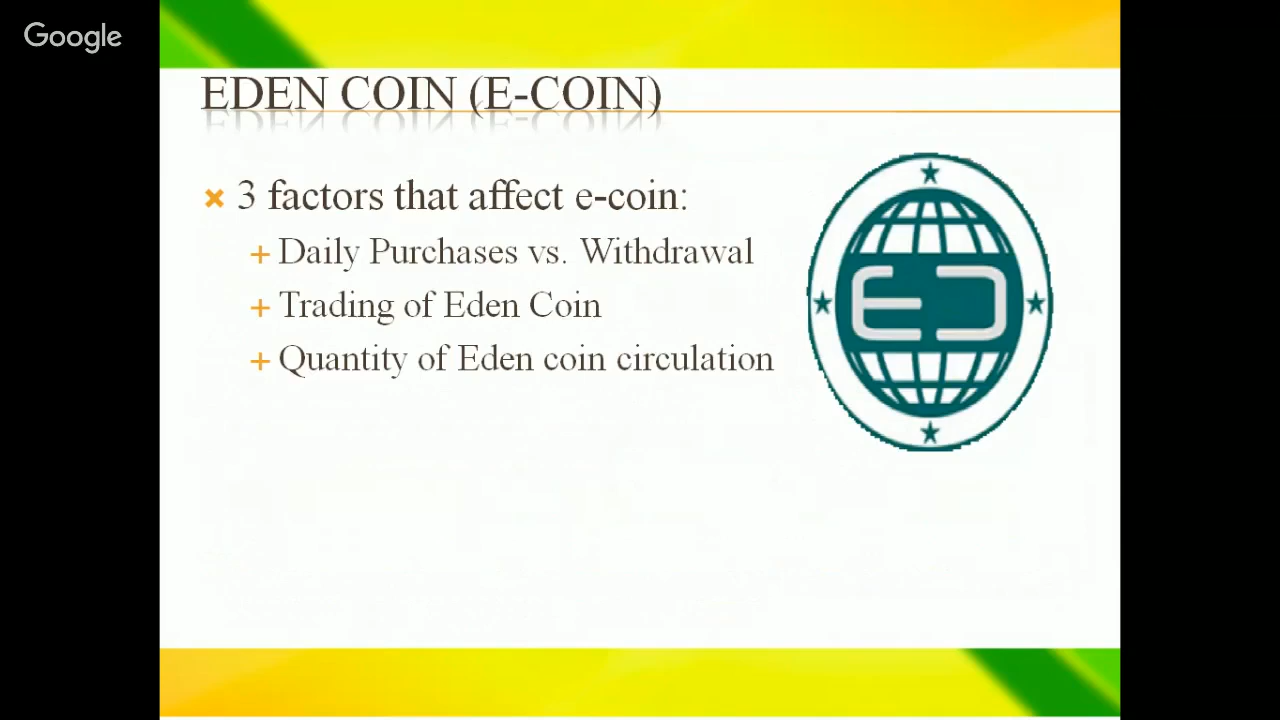 Google
EDEN COIN (E-COIN)
3 factors that affect e-coin:
Daily Purchases vs. Withdrawal
Trading of Eden Coin
Quantity of Eden coin circulation
EC